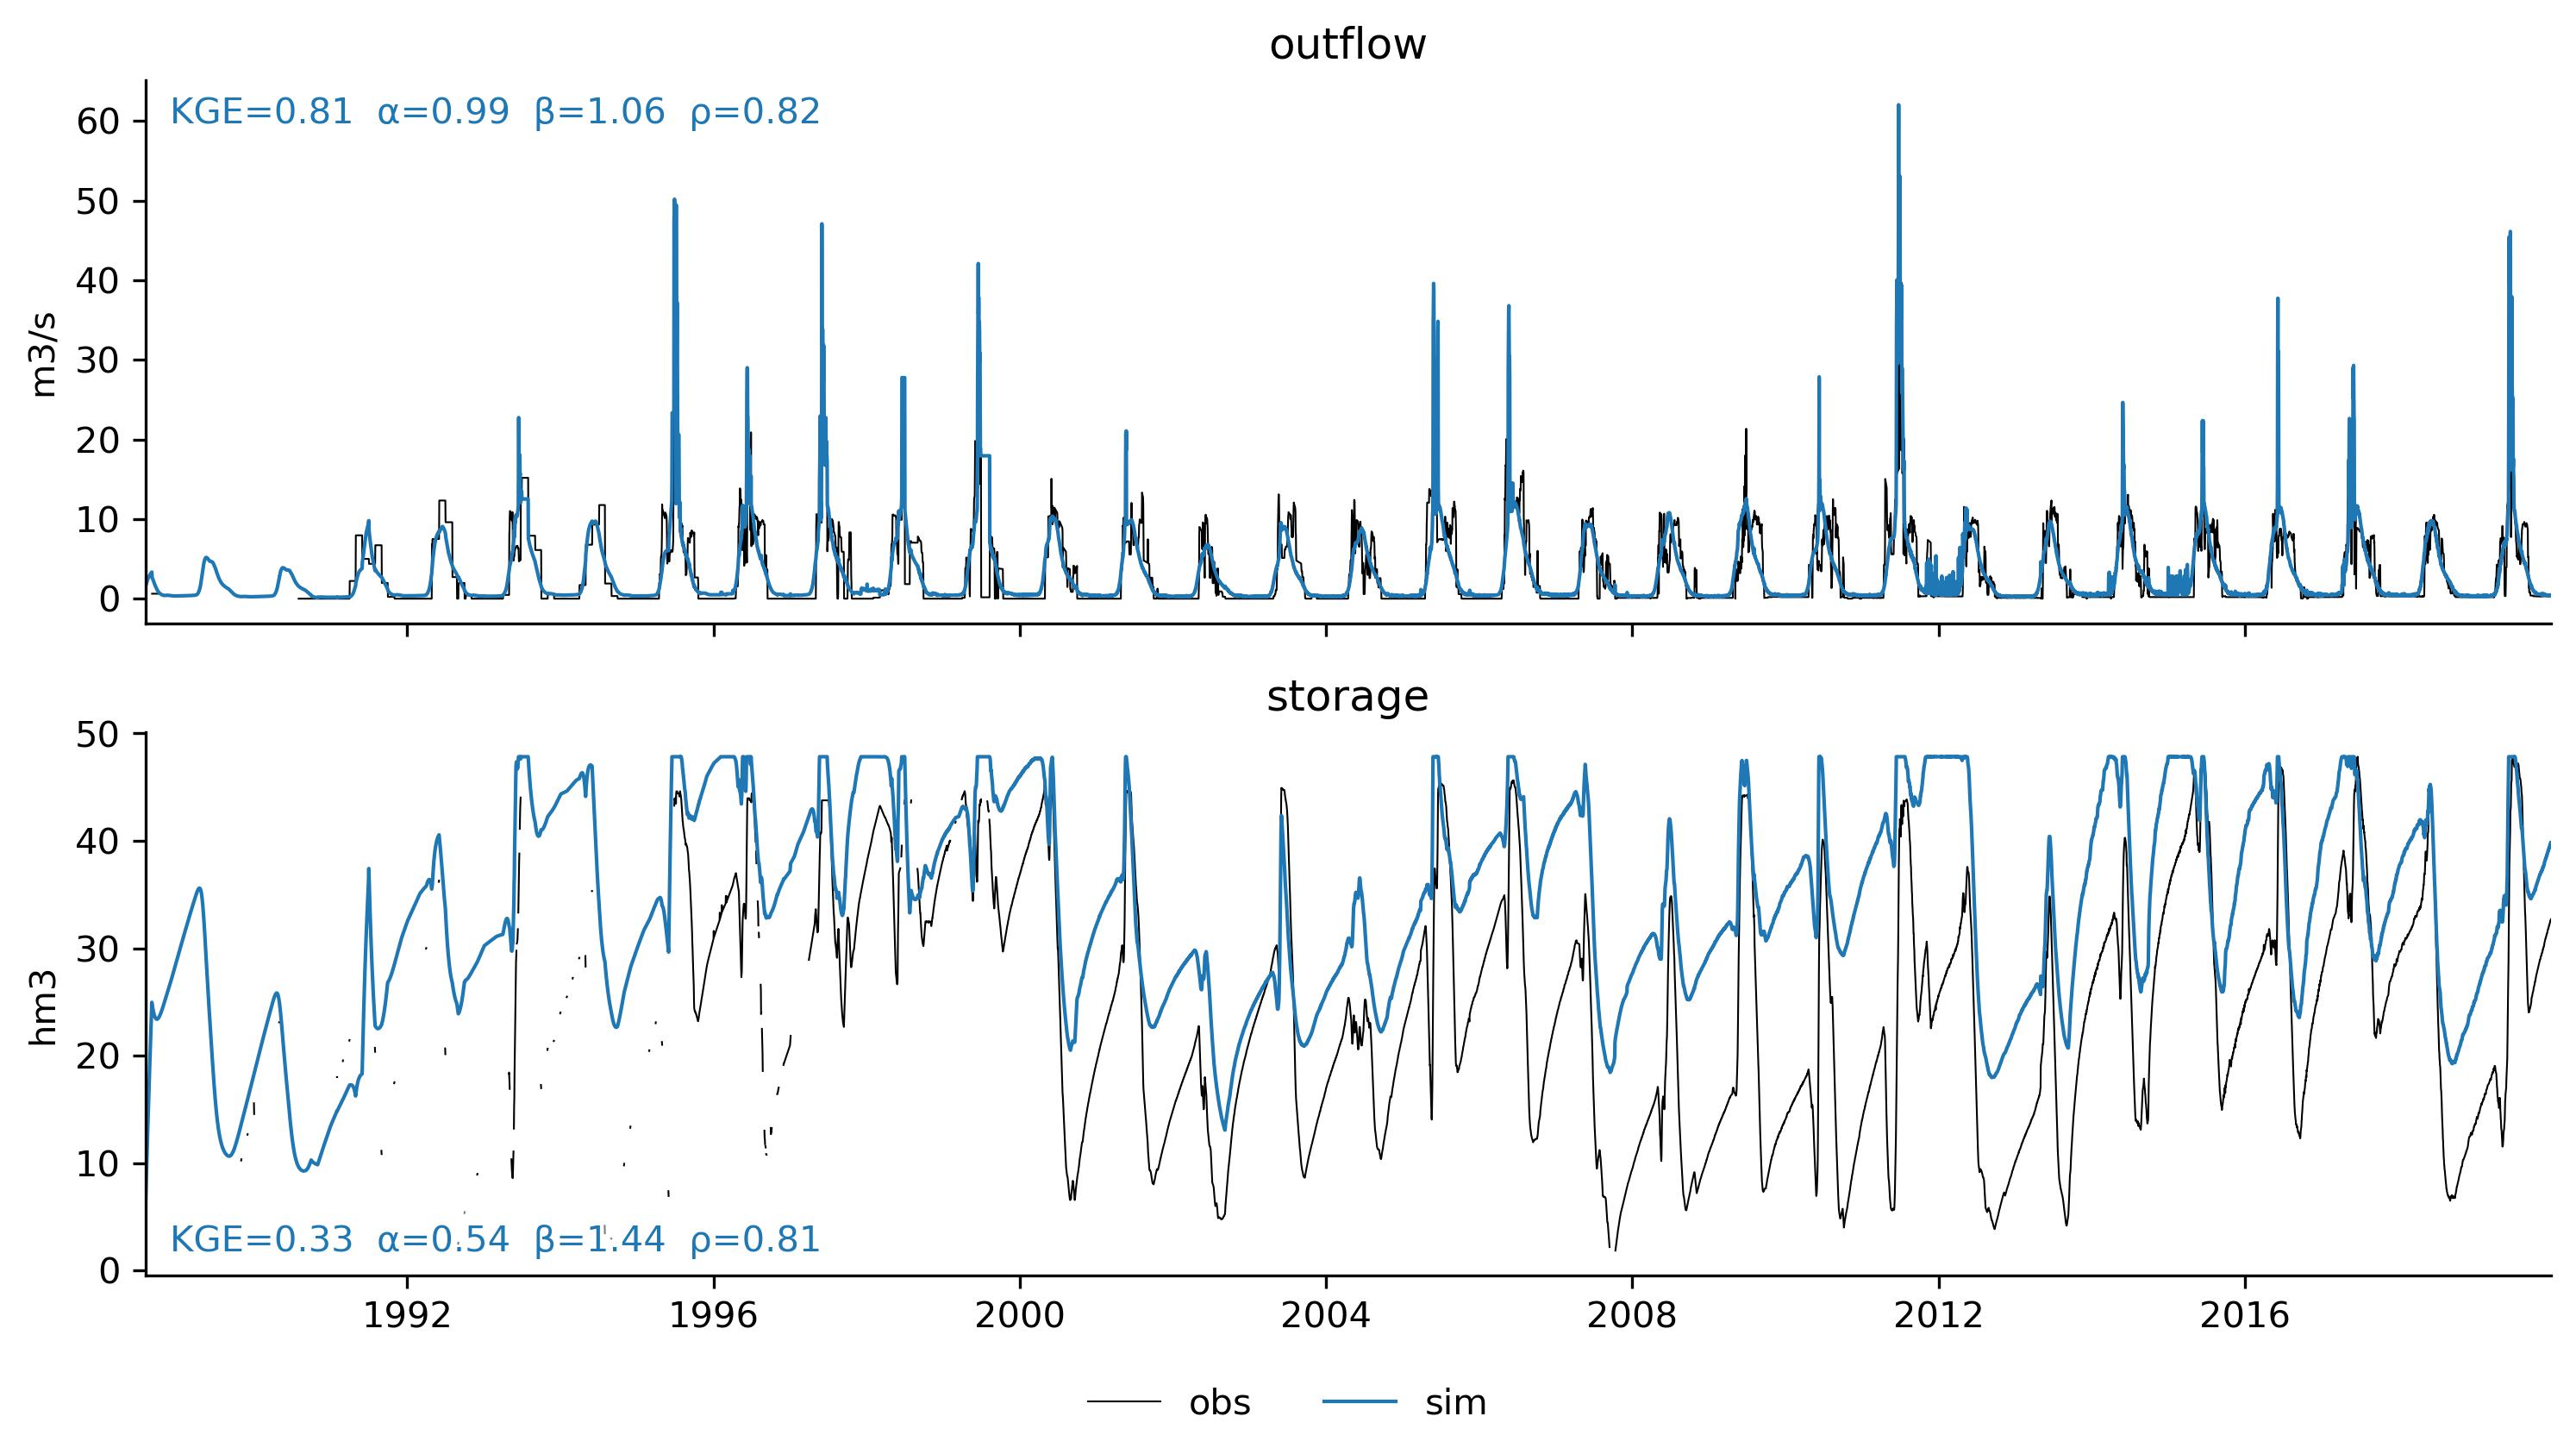 outflow
KGE=0.81 α=0.99 β=1.06 ρ=0.82
60
50
40
30
20
10
0
m3/s
storage
50
40
30
20
10
0
hm3
KGE=0.33 α=0.54 β=1.44 ρ=0.81
1992 1996 2000 2004 2008 2012 2016
obs sim